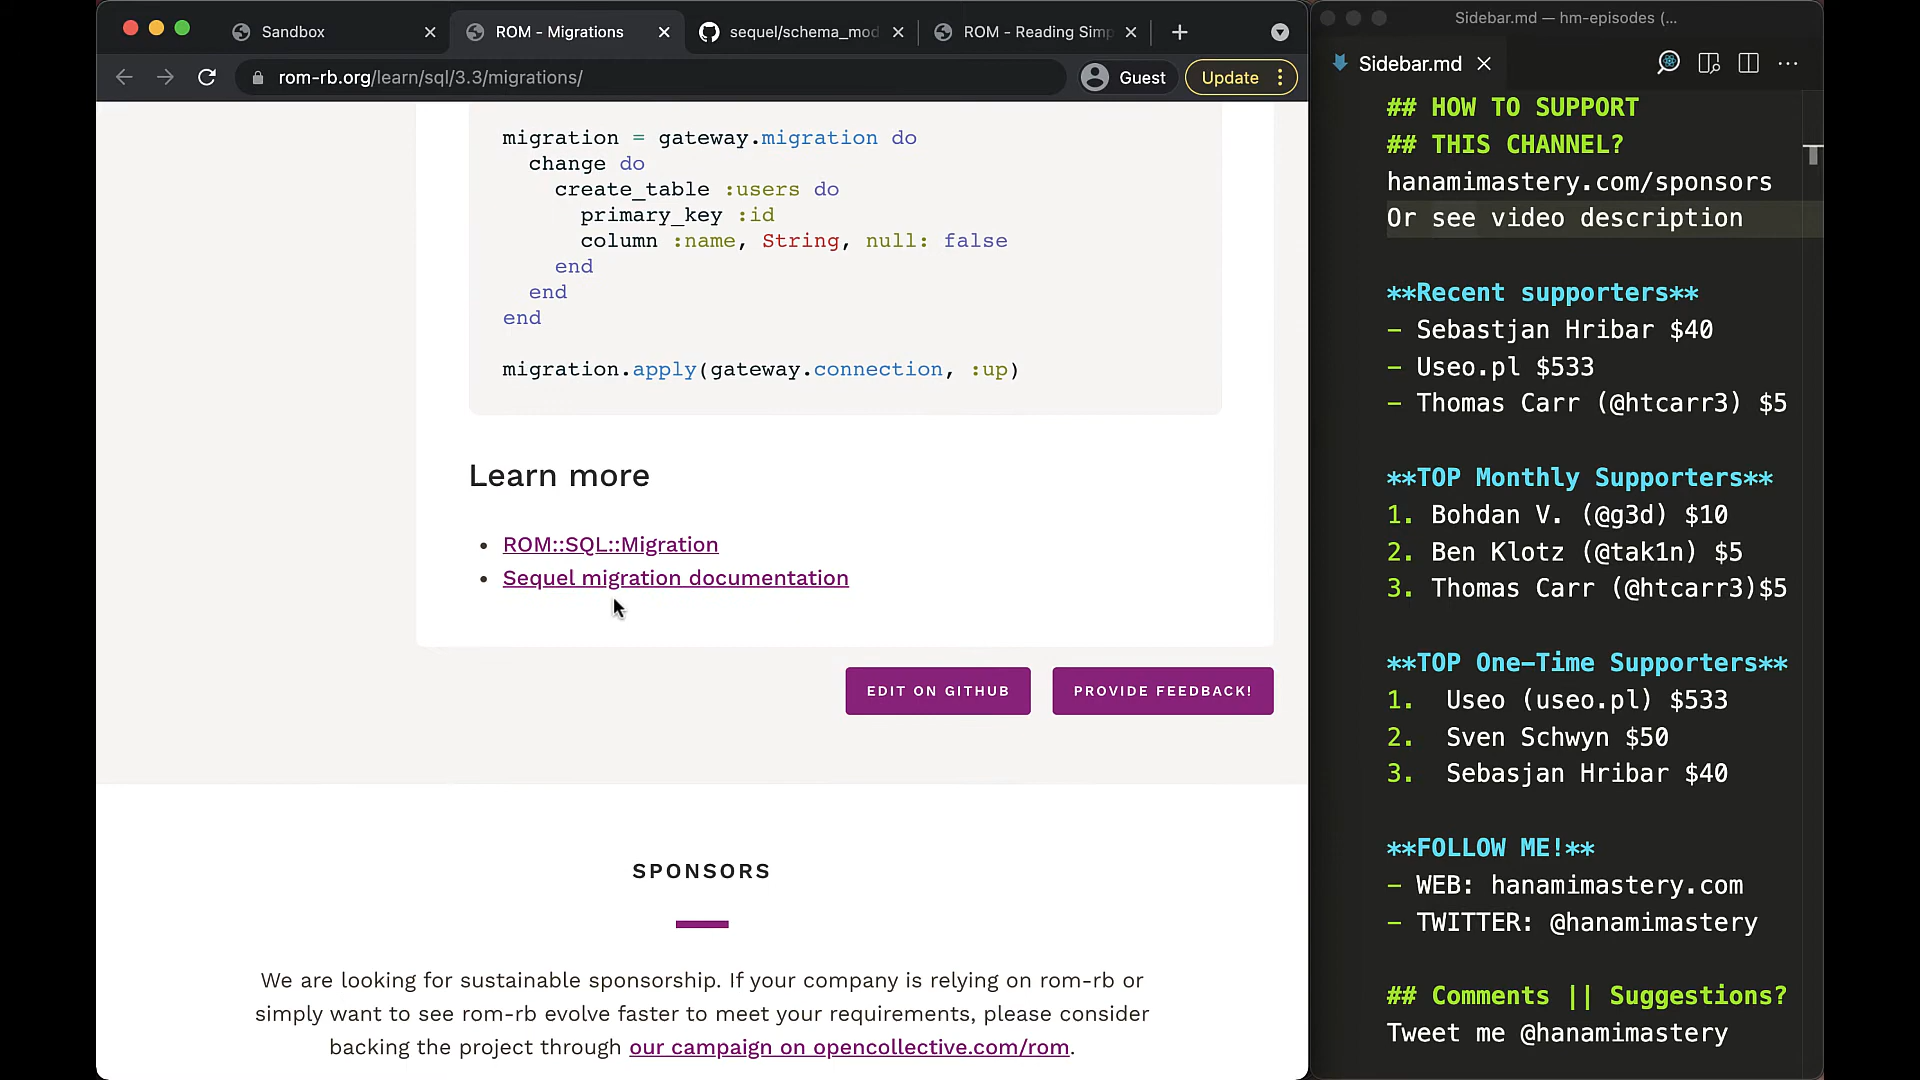 Sandbox
ROM - Migrations
sequel/schema_mod
ROM - Reading Simp
rom-rb.org/learn/sql/3.3/migrations/
Guest
Update
migration = gateway.migration do
change do
create_table :users do
primary_key :id
column :name, String, null: false
end
end
end
migration.apply(gateway.connection, :up)
Learn more
ROM::SQL::Migration
Sequel migration documentation
EDIT ON GITHUB
PROVIDE FEEDBACK!
SPONSORS
We are looking for sustainable sponsorship. If your company is relying on rom-rb or
simply want to see rom-rb evolve faster to meet your requirements, please consider
backing the project through our campaign on opencollective.com/rom.
Sidebar.md — hm-episodes (...
Sidebar.md
## HOW TO SUPPORT
## THIS CHANNEL?
hanamimastery.com/sponsors
Or see video description
**Recent supporters**
- Sebastjan Hribar $40
- Useo.pl $533
- Thomas Carr (@htcarr3) $5
**TOP Monthly Supporters**
1. Bohdan V. (@g3d) $10
2. Ben Klotz (@tak1n) $5
3. Thomas Carr (@htcarr3)$5
**TOP One-Time Supporters**
1. Useo (useo.pl) $533
2. Sven Schwyn $50
3. Sebasjan Hribar $40
**FOLLOW ME!**
- WEB: hanamimastery.com
- TWITTER: @hanamimastery
## Comments || Suggestions?
Tweet me @hanamimastery